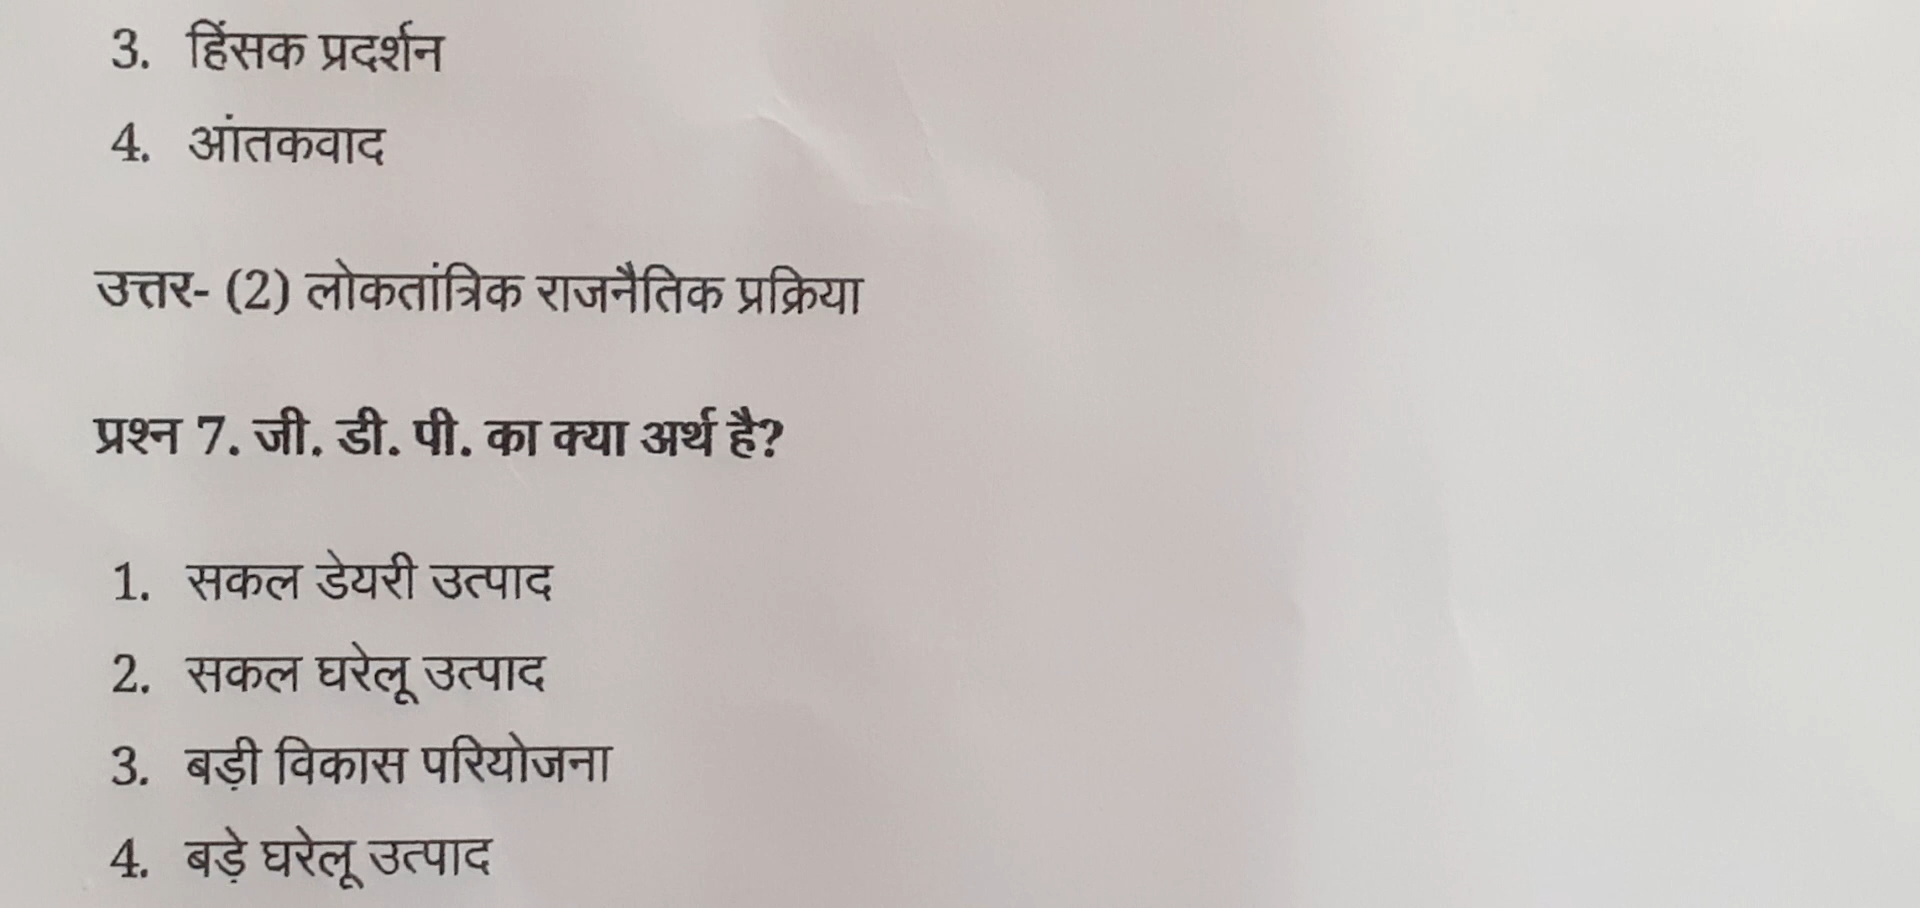 3. हिंसक प्रदर्शन
4. आंतकवाद
उत्तर- (2) लोकतांत्रिक राजनैतिक प्रक्रिया
प्रश्न 7. जी. डी. पी. का क्या अर्थ है?
1. सकल डेयरी उत्पाद
2. सकल घरेलू उत्पाद
3. बड़ी विकास परियोजना
4. बड़े घरेलू उत्पाद